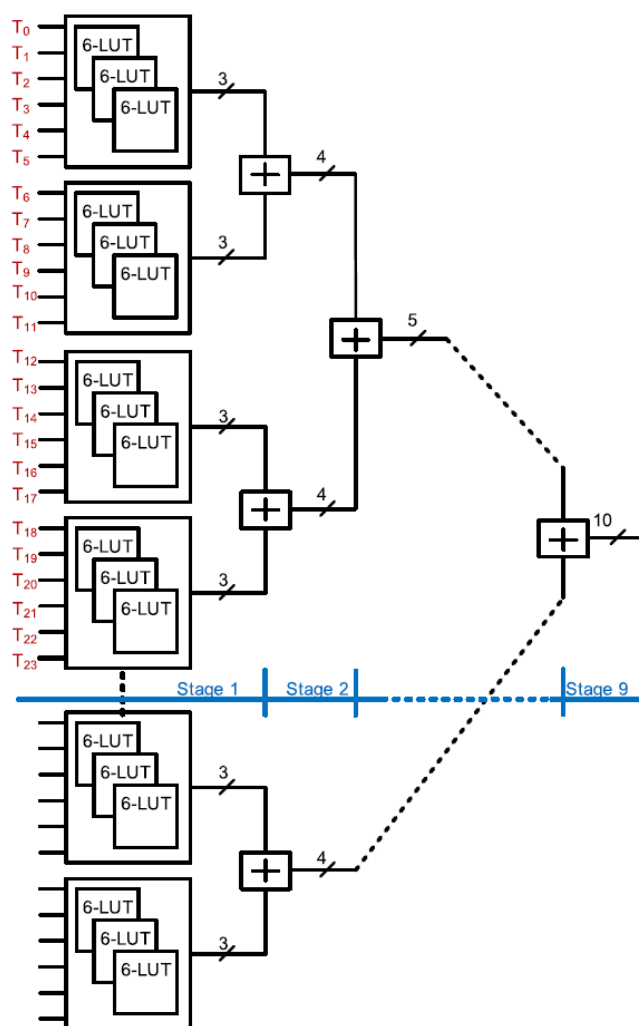 T0
6-LUT
T1
T2
6-LUT
3
T3
6-LUT
T4
T5
4
T6
6-LUT
T7
T8
6-LUT
3
T9
6-LUT
T10
T11
5
T12
6-LUT
T13
T14
6-LUT
3
T15
6-LUT
T16
T17
4
10
T18
6-LUT
T19
T20
6-LUT
3
T21
6-LUT
T22
T23
Stage 1
Stage 2
Stage 9
6-LUT
6-LUT
3
6-LUT
4
6-LUT
6-LUT
3
6-LUT